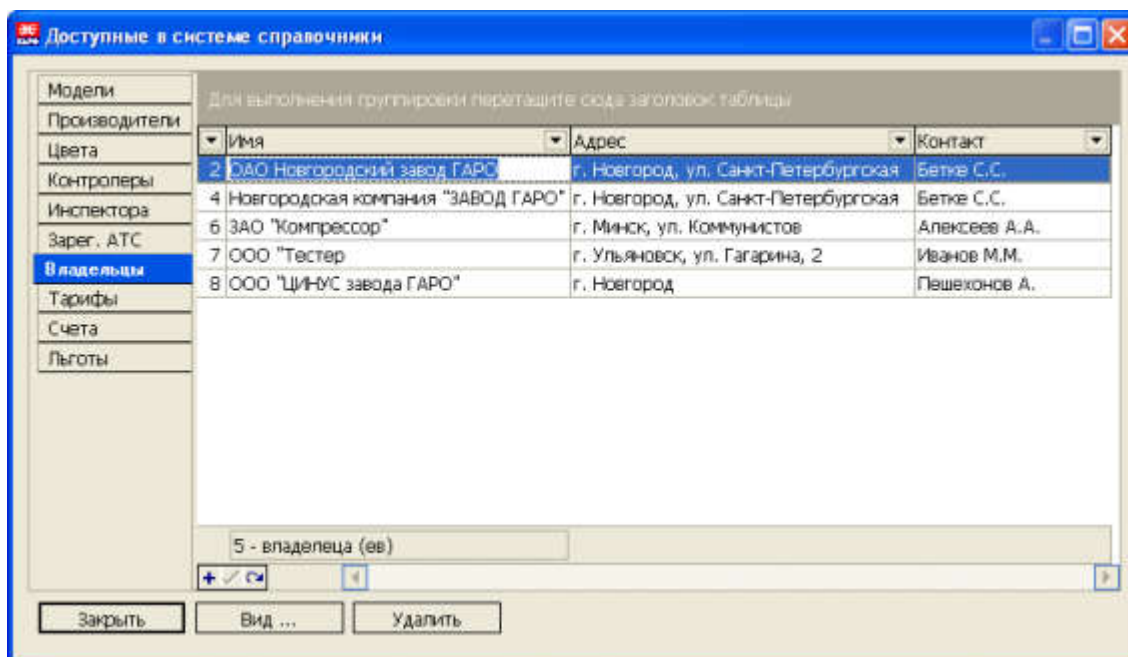 Доступные в системе справочники
Модели
Производители
Цвета
Контролеры
Инспектора
Зарег. АТС
Владельцы
Тарифы
Счета
Льготы
Для выполнения группировки перетащите сюда заголовок таблицы
Имя Адрес Контакт
2 ОАО Новгородский завод ГАРО г. Новгород, ул. Санкт-Петербургская Бетке С.С.
4 Новгородская компания "ЗАВОД ГАРО" г. Новгород, ул. Санкт-Петербургская Бетке С.С.
6 ЗАО "Компрессор" г. Минск, ул. Коммунистов Алексеев А.А.
7 ООО "Тестер г. Ульяновск, ул. Гагарина, 2 Иванов М.М.
8 ООО "ЦИНУС завода ГАРО" г. Новгород Пешехонов А.
5 - владелеца (ев)
Закрыть Вид ... Удалить